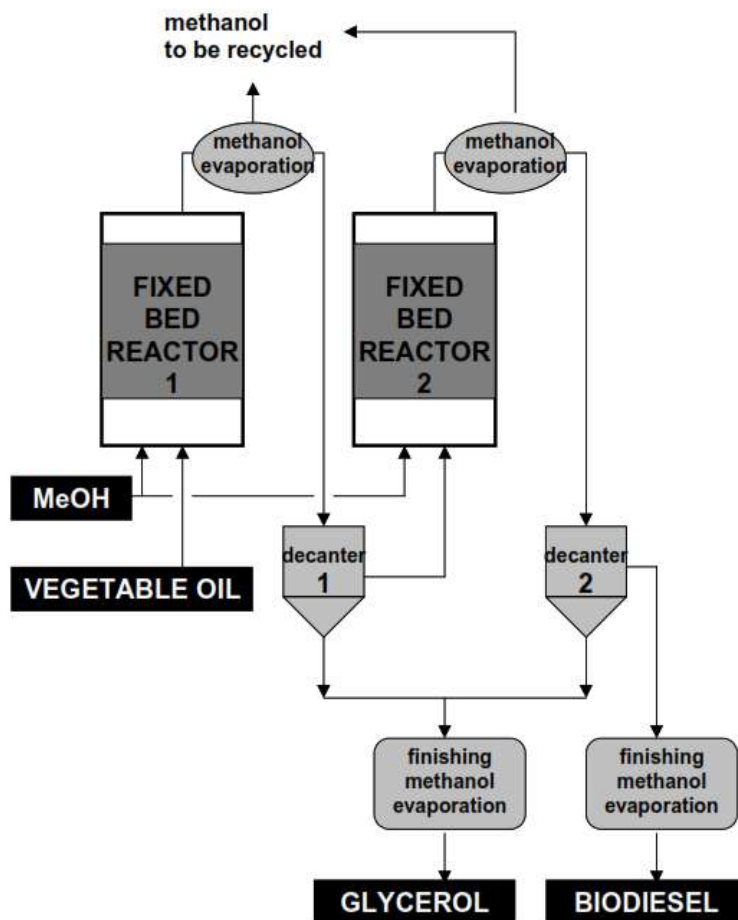 methanol
to be recycled
methanol
evaporation
methanol
evaporation
FIXED
BED
REACTOR
1
FIXED
BED
REACTOR
2
MeOH
VEGETABLE OIL
decanter
1
decanter
2
finishing
methanol
evaporation
finishing
methanol
evaporation
GLYCEROL
BIODIESEL